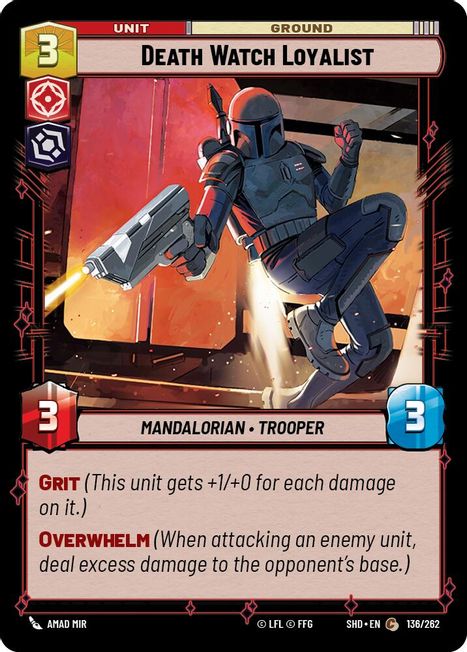 UNIT
GROUND
3
DEATH WATCH LOYALIST
3
3
MANDALORIAN • TROOPER
GRIT (This unit gets +1/+0 for each damage
on it.)
OVERWHELM (When attacking an enemy unit,
deal excess damage to the opponent's base.)
AMAD MIR
© LFL © FFG
SHD • EN
C
136/262